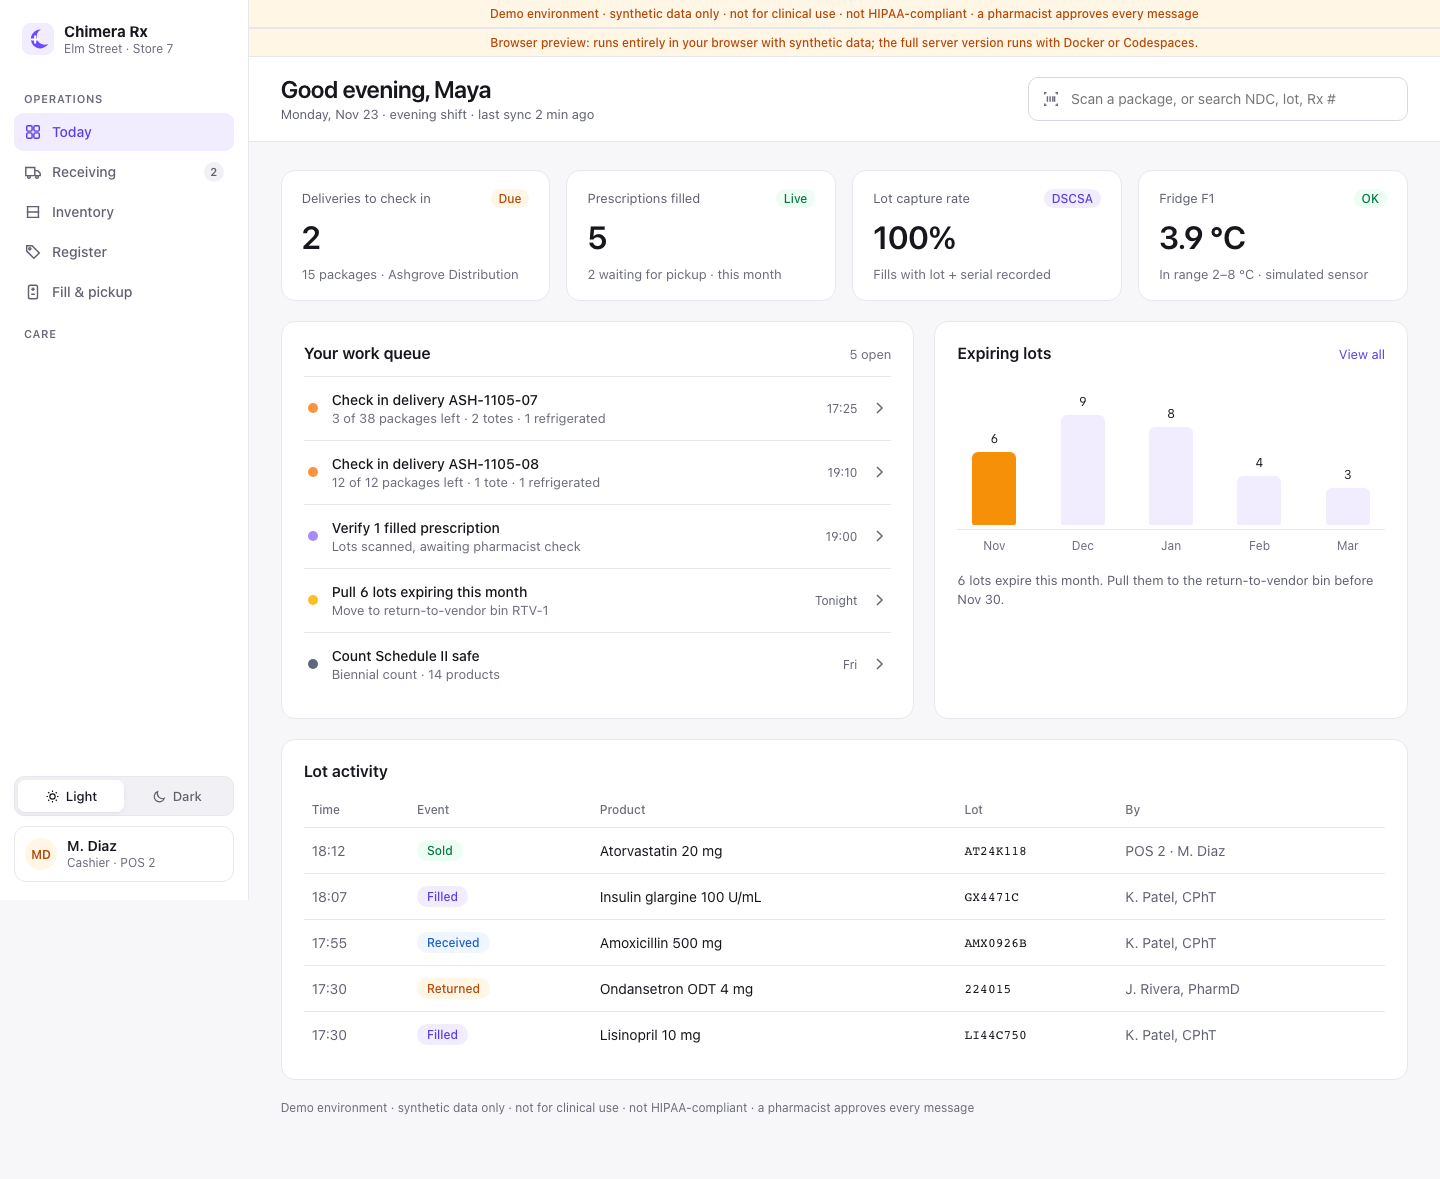 Chimera Rx
Elm Street · Store 7
OPERATIONS
Today
Receiving 2
Inventory
Register
Fill & pickup
CARE
Light Dark
MD
M. Diaz
Cashier · POS 2
Demo environment · synthetic data only · not for clinical use · not HIPAA-compliant · a pharmacist approves every message
Browser preview: runs entirely in your browser with synthetic data; the full server version runs with Docker or Codespaces.
Good evening, Maya
Monday, Nov 23 · evening shift · last sync 2 min ago
Scan a package, or search NDC, lot, Rx #
Deliveries to check in Due
2
15 packages · Ashgrove Distribution
Prescriptions filled Live
5
2 waiting for pickup · this month
Lot capture rate DSCSA
100%
Fills with lot + serial recorded
Fridge F1 OK
3.9 °C
In range 2–8 °C · simulated sensor
Your work queue 5 open
Check in delivery ASH-1105-07
3 of 38 packages left · 2 totes · 1 refrigerated
17:25
Check in delivery ASH-1105-08
12 of 12 packages left · 1 tote · 1 refrigerated
19:10
Verify 1 filled prescription
Lots scanned, awaiting pharmacist check
19:00
Pull 6 lots expiring this month
Move to return-to-vendor bin RTV-1
Tonight
Count Schedule II safe
Biennial count · 14 products
Fri
Expiring lots View all
6 9 8 4 3
Nov Dec Jan Feb Mar
6 lots expire this month. Pull them to the return-to-vendor bin before
Nov 30.
Lot activity
Time Event Product Lot By
18:12 Sold Atorvastatin 20 mg AT24K118 POS 2 · M. Diaz
18:07 Filled Insulin glargine 100 U/mL GX4471C K. Patel, CPhT
17:55 Received Amoxicillin 500 mg AMX0926B K. Patel, CPhT
17:30 Returned Ondansetron ODT 4 mg 224015 J. Rivera, PharmD
17:30 Filled Lisinopril 10 mg LI44C750 K. Patel, CPhT
Demo environment · synthetic data only · not for clinical use · not HIPAA-compliant · a pharmacist approves every message